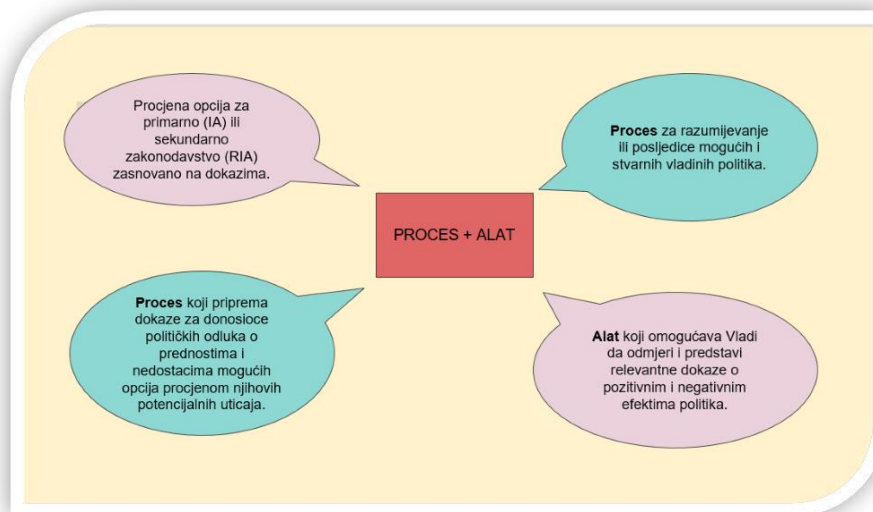 Procjena opcija za
primarno (IA) ili
sekundarno
zakonodavstvo (RIA)
zasnovano na dokazima.
Proces za razumijevanje
ili posljedice mogućih i
stvarnih vladinih politika.
PROCES + ALAT
Proces koji priprema
dokaze za donosioce
političkih odluka o
prednostima i
nedostacima mogućih
opcija procjenom njihovih
potencijalnih uticaja.
Alat koji omogućava Vladi
da odmjeri i predstavi
relevantne dokaze o
pozitivnim i negativnim
efektima politika.